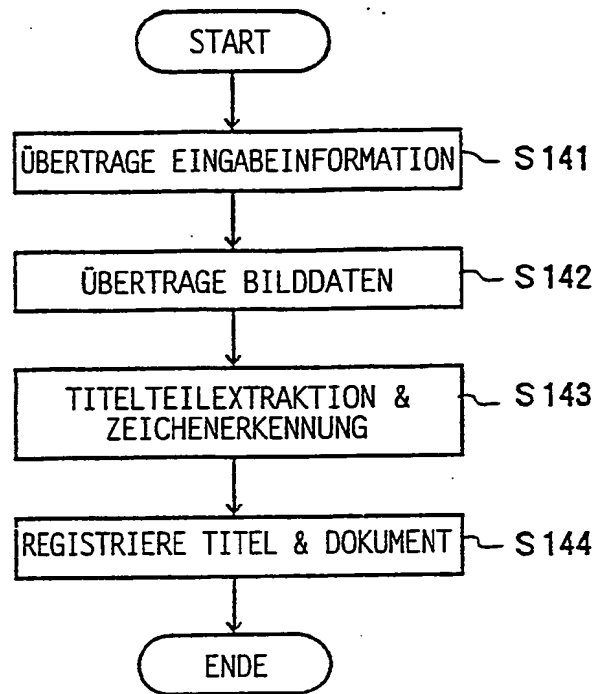 START
ÜBERTRAGE EINGABEINFORMATION
S141
ÜBERTRAGE BILDDATEN
S142
TITELTEILEXTRAKTION &
ZEICHENERKENNUNG
S143
REGISTRIERE TITEL & DOKUMENT
S144
ENDE